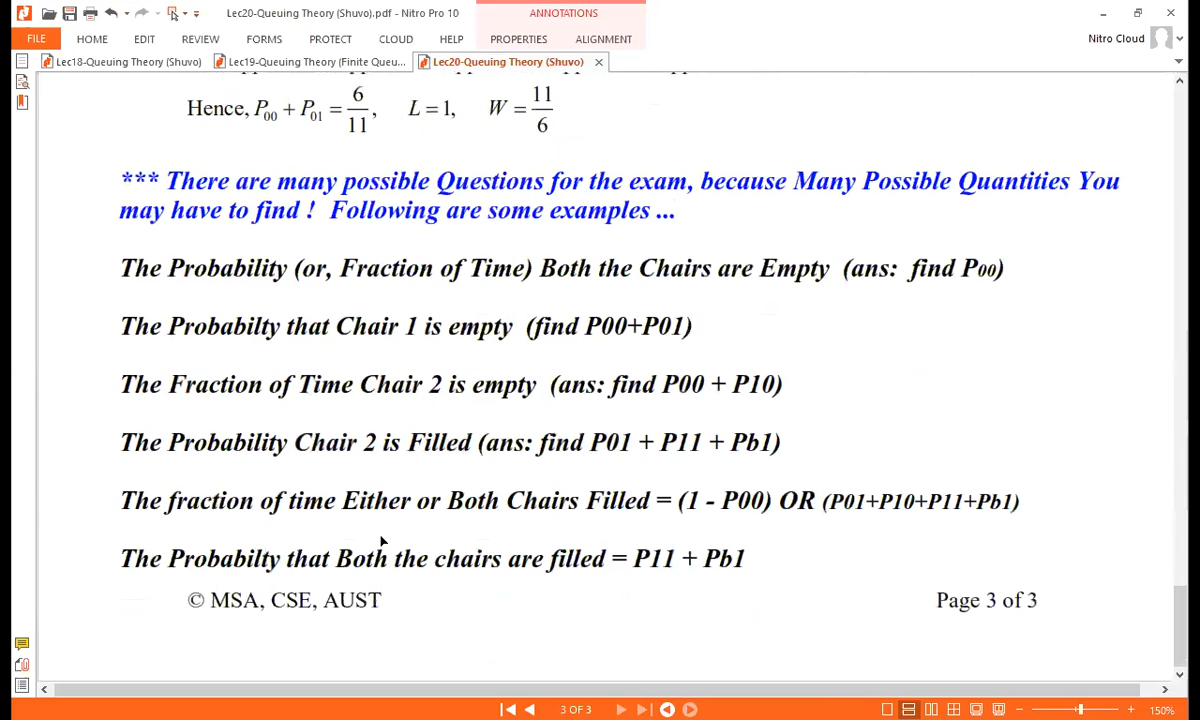 Lec20-Queuing Theory (Shuvo).pdf - Nitro Pro 10
ANNOTATIONS
FILE HOME EDIT REVIEW FORMS PROTECT CLOUD HELP PROPERTIES ALIGNMENT Nitro Cloud
Lec18-Queuing Theory (Shuvo) Lec19-Queuing Theory (Finite Queu... Lec20-Queuing Theory (Shuvo)
Hence, P00 + P01 = 6/11, L = 1, W = 11/6
*** There are many possible Questions for the exam, because Many Possible Quantities You
may have to find ! Following are some examples ...
The Probability (or, Fraction of Time) Both the Chairs are Empty (ans: find P00)
The Probabilty that Chair 1 is empty (find P00+P01)
The Fraction of Time Chair 2 is empty (ans: find P00 + P10)
The Probability Chair 2 is Filled (ans: find P01 + P11 + Pb1)
The fraction of time Either or Both Chairs Filled = (1 - P00) OR (P01+P10+P11+Pb1)
The Probabilty that Both the chairs are filled = P11 + Pb1
© MSA, CSE, AUST Page 3 of 3
3 OF 3 150%